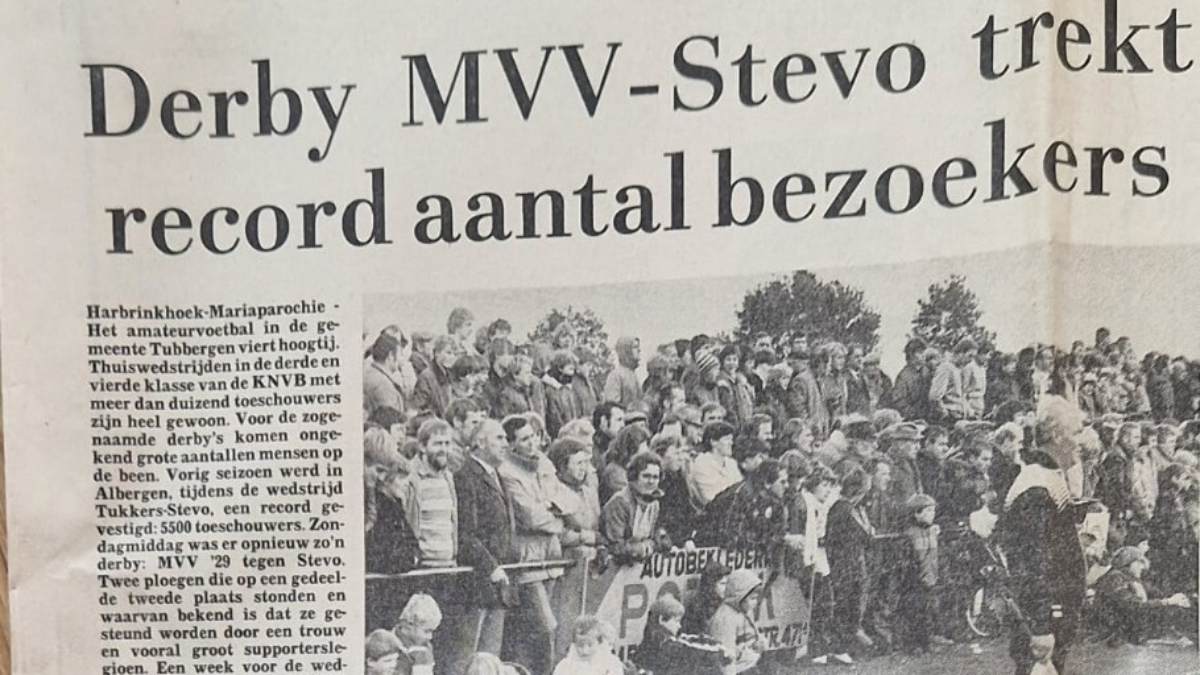 Derby MVV-Stevo trekt
record aantal bezoekers
Harbrinkhoek-Mariaparochie -
Het amateurvoetbal in de ge-
meente Tubbergen viert hoogtij.
Thuiswedstrijden in de derde en
vierde klasse van de KNVB met
meer dan duizend toeschouwers
zijn heel gewoon. Voor de zoge-
naamde derby's komen onge-
kend grote aantallen mensen op
de been. Vorig seizoen werd in
Albergen, tijdens de wedstrijd
Tukkers-Stevo, een record ge-
vestigd: 5500 toeschouwers. Zon-
dagmiddag was er opnieuw zo'n
derby: MVV '29 tegen Stevo.
Twee ploegen die op een gedeel-
de tweede plaats stonden en
waarvan bekend is dat ze ge-
steund worden door een trouw
en vooral groot supportersle-
gioen. Een week voor de wed-
AUTOBEKLEDER